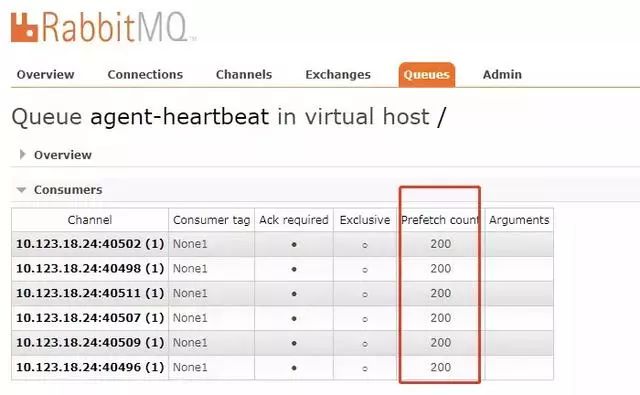 RabbitMQ™
Overview Connections Channels Exchanges Queues Admin
Queue agent-heartbeat in virtual host /
Overview
Consumers
Channel Consumer tag Ack required Exclusive Prefetch count Arguments
10.123.18.24:40502 (1) None1 ● ○ 200
10.123.18.24:40498 (1) None1 ● ○ 200
10.123.18.24:40511 (1) None1 ● ○ 200
10.123.18.24:40507 (1) None1 ● ○ 200
10.123.18.24:40509 (1) None1 ● ○ 200
10.123.18.24:40496 (1) None1 ● ○ 200